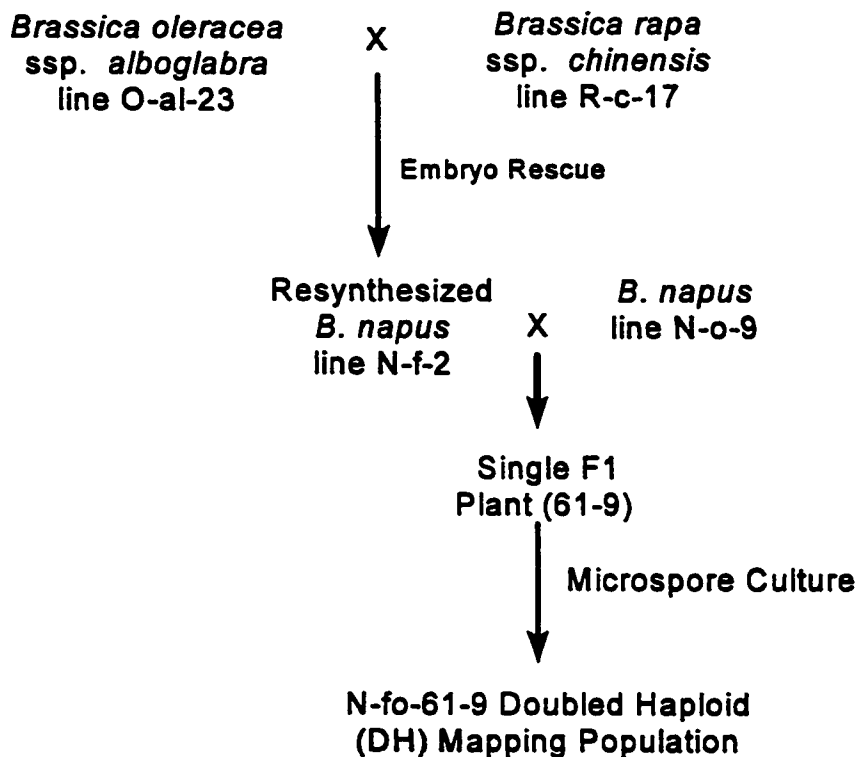 Brassica oleracea
ssp. alboglabra
line O-al-23
X
Brassica rapa
ssp. chinensis
line R-c-17
Embryo Rescue
Resynthesized
B. napus
line N-f-2
X
B. napus
line N-o-9
Single F1
Plant (61-9)
Microspore Culture
N-fo-61-9 Doubled Haploid
(DH) Mapping Population